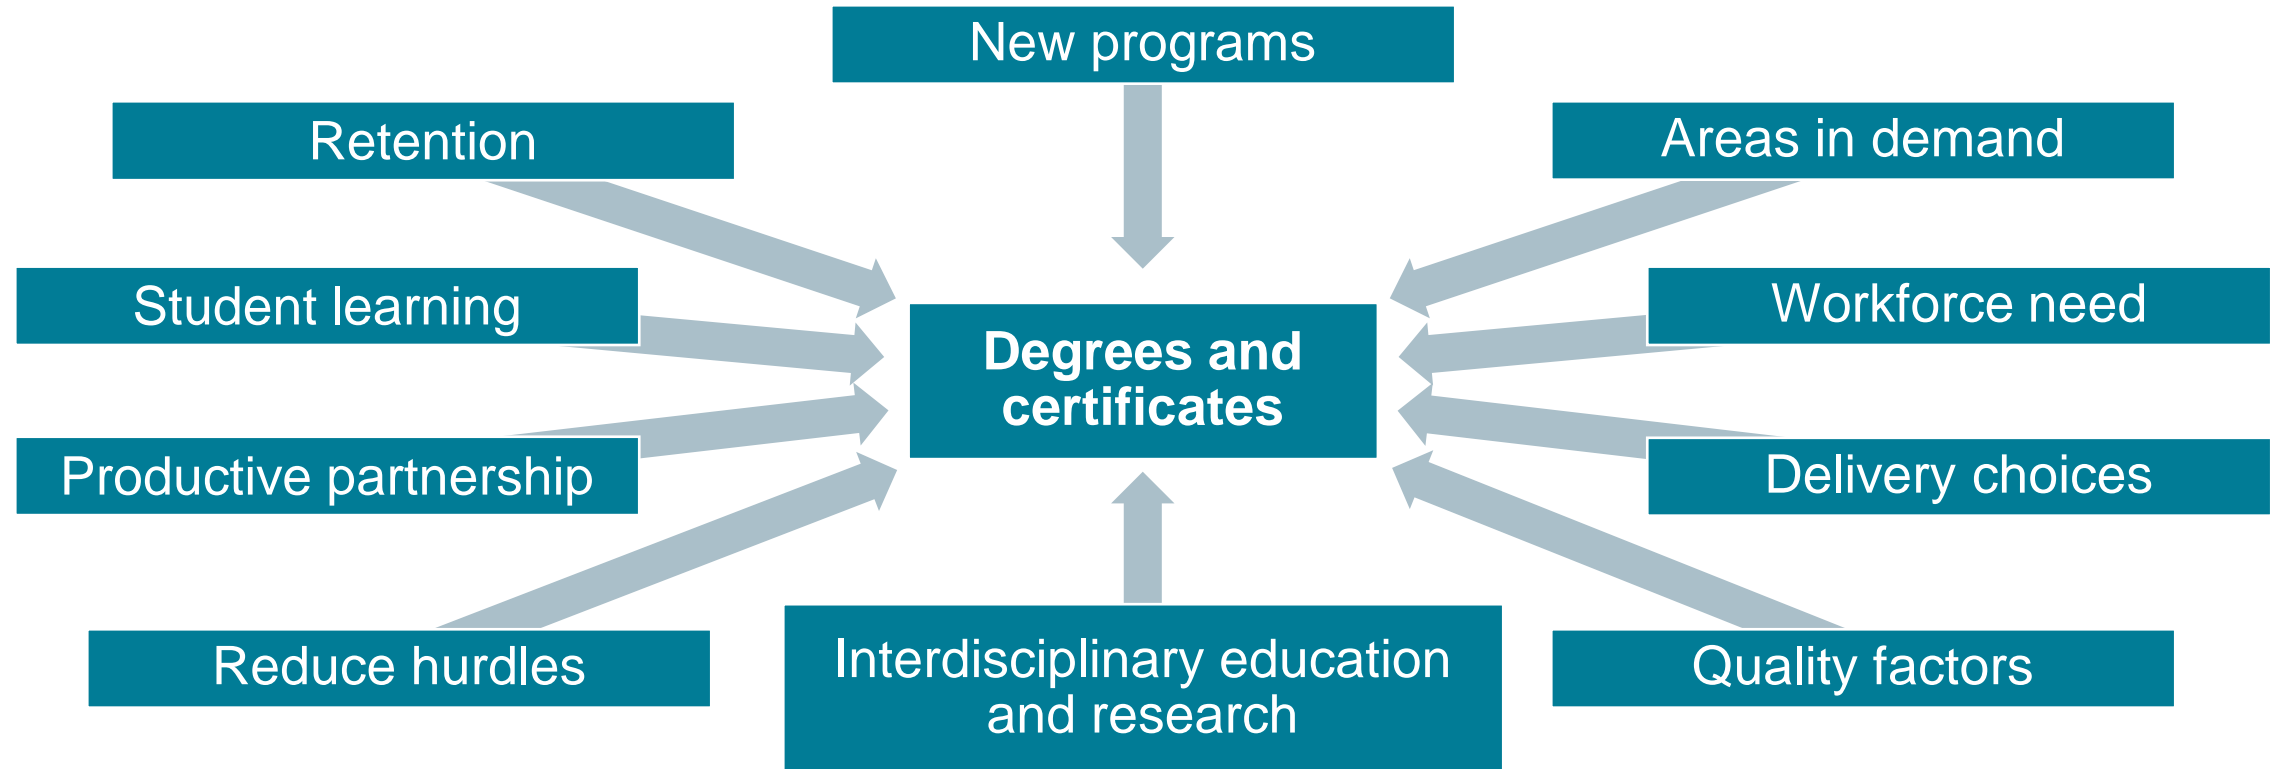 New programs
Retention
Areas in demand
Student learning
Workforce need
Degrees and
certificates
Productive partnership
Delivery choices
Reduce hurdles
Interdisciplinary education
and research
Quality factors